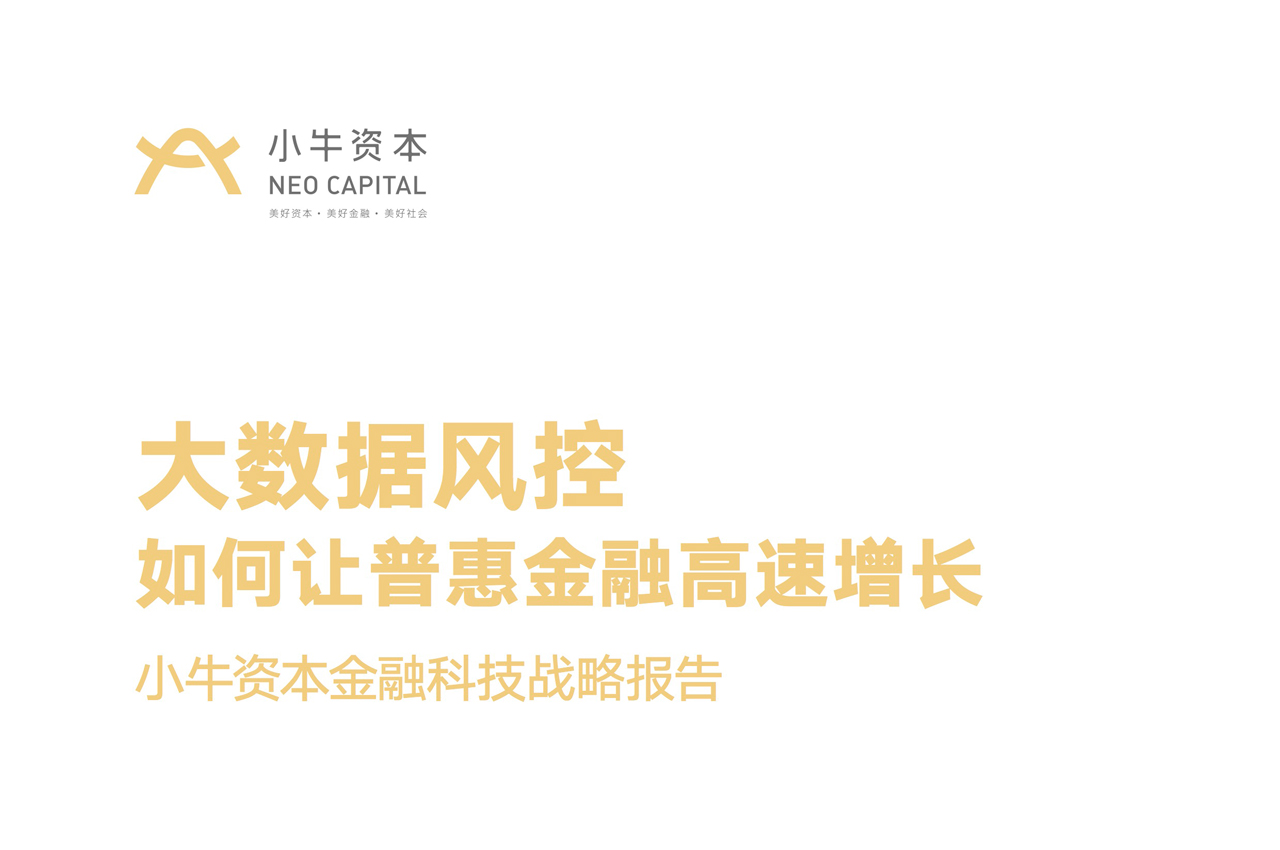 小牛资本
NEO CAPITAL
美好资本·美好金融·美好社会
大数据风控
如何让普惠金融高速增长
小牛资本金融科技战略报告